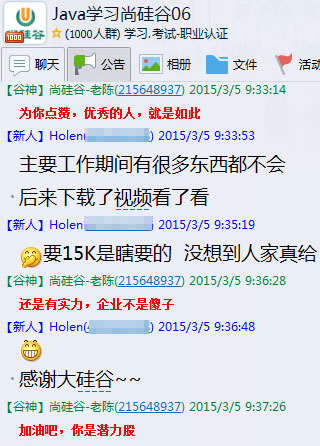 Java学习尚硅谷06
(1000人群) 学习.考试-职业认证
尚硅谷
1000
聊天 公告 相册 文件 活动
【谷神】尚硅谷-老陈(215648937) 2015/3/5 9:33:14
为你点赞，优秀的人，就是如此
【新人】Holen( ) 2015/3/5 9:33:53
主要工作期间有很多东西都不会
后来下载了视频看了看
【新人】Holen( ) 2015/3/5 9:35:19
要15K是瞎要的 没想到人家真给
【谷神】尚硅谷-老陈(215648937) 2015/3/5 9:36:28
还是有实力，企业不是傻子
【新人】Holen( ) 2015/3/5 9:36:48
感谢大硅谷~~
【谷神】尚硅谷-老陈(215648937) 2015/3/5 9:37:26
加油吧，你是潜力股